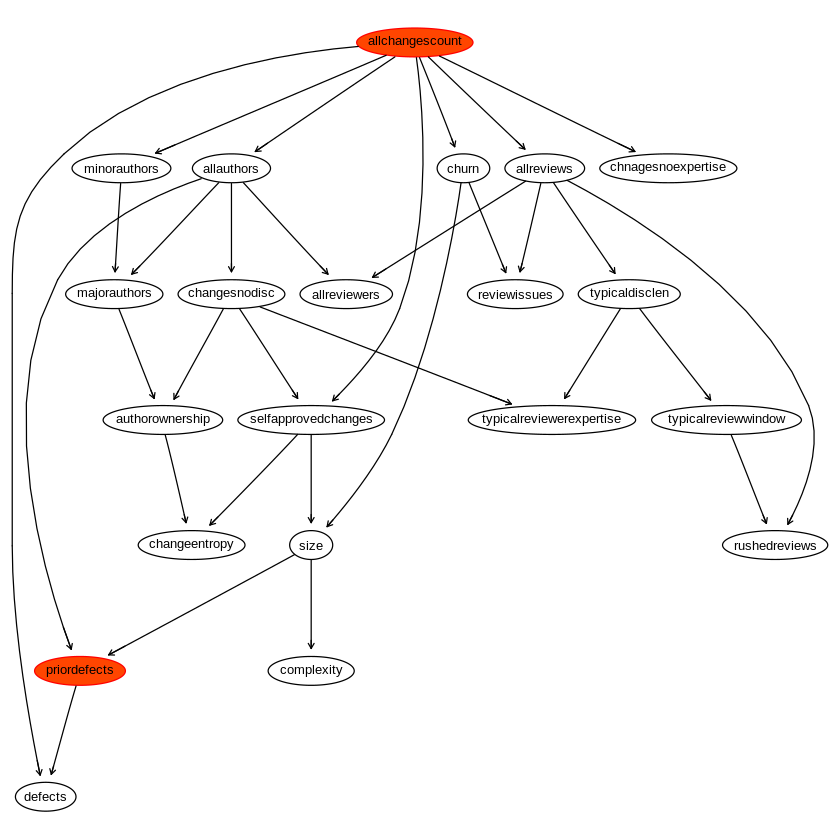 allchangescount
minorauthors
allauthors
churn
allreviews
chnagesnoexpertise
majorauthors
changesnodisc
allreviewers
reviewissues
typicaldisclen
authorownership
selfapprovedchanges
typicalreviewerexpertise
typicalreviewwindow
changeentropy
size
rushedreviews
priordefects
complexity
defects